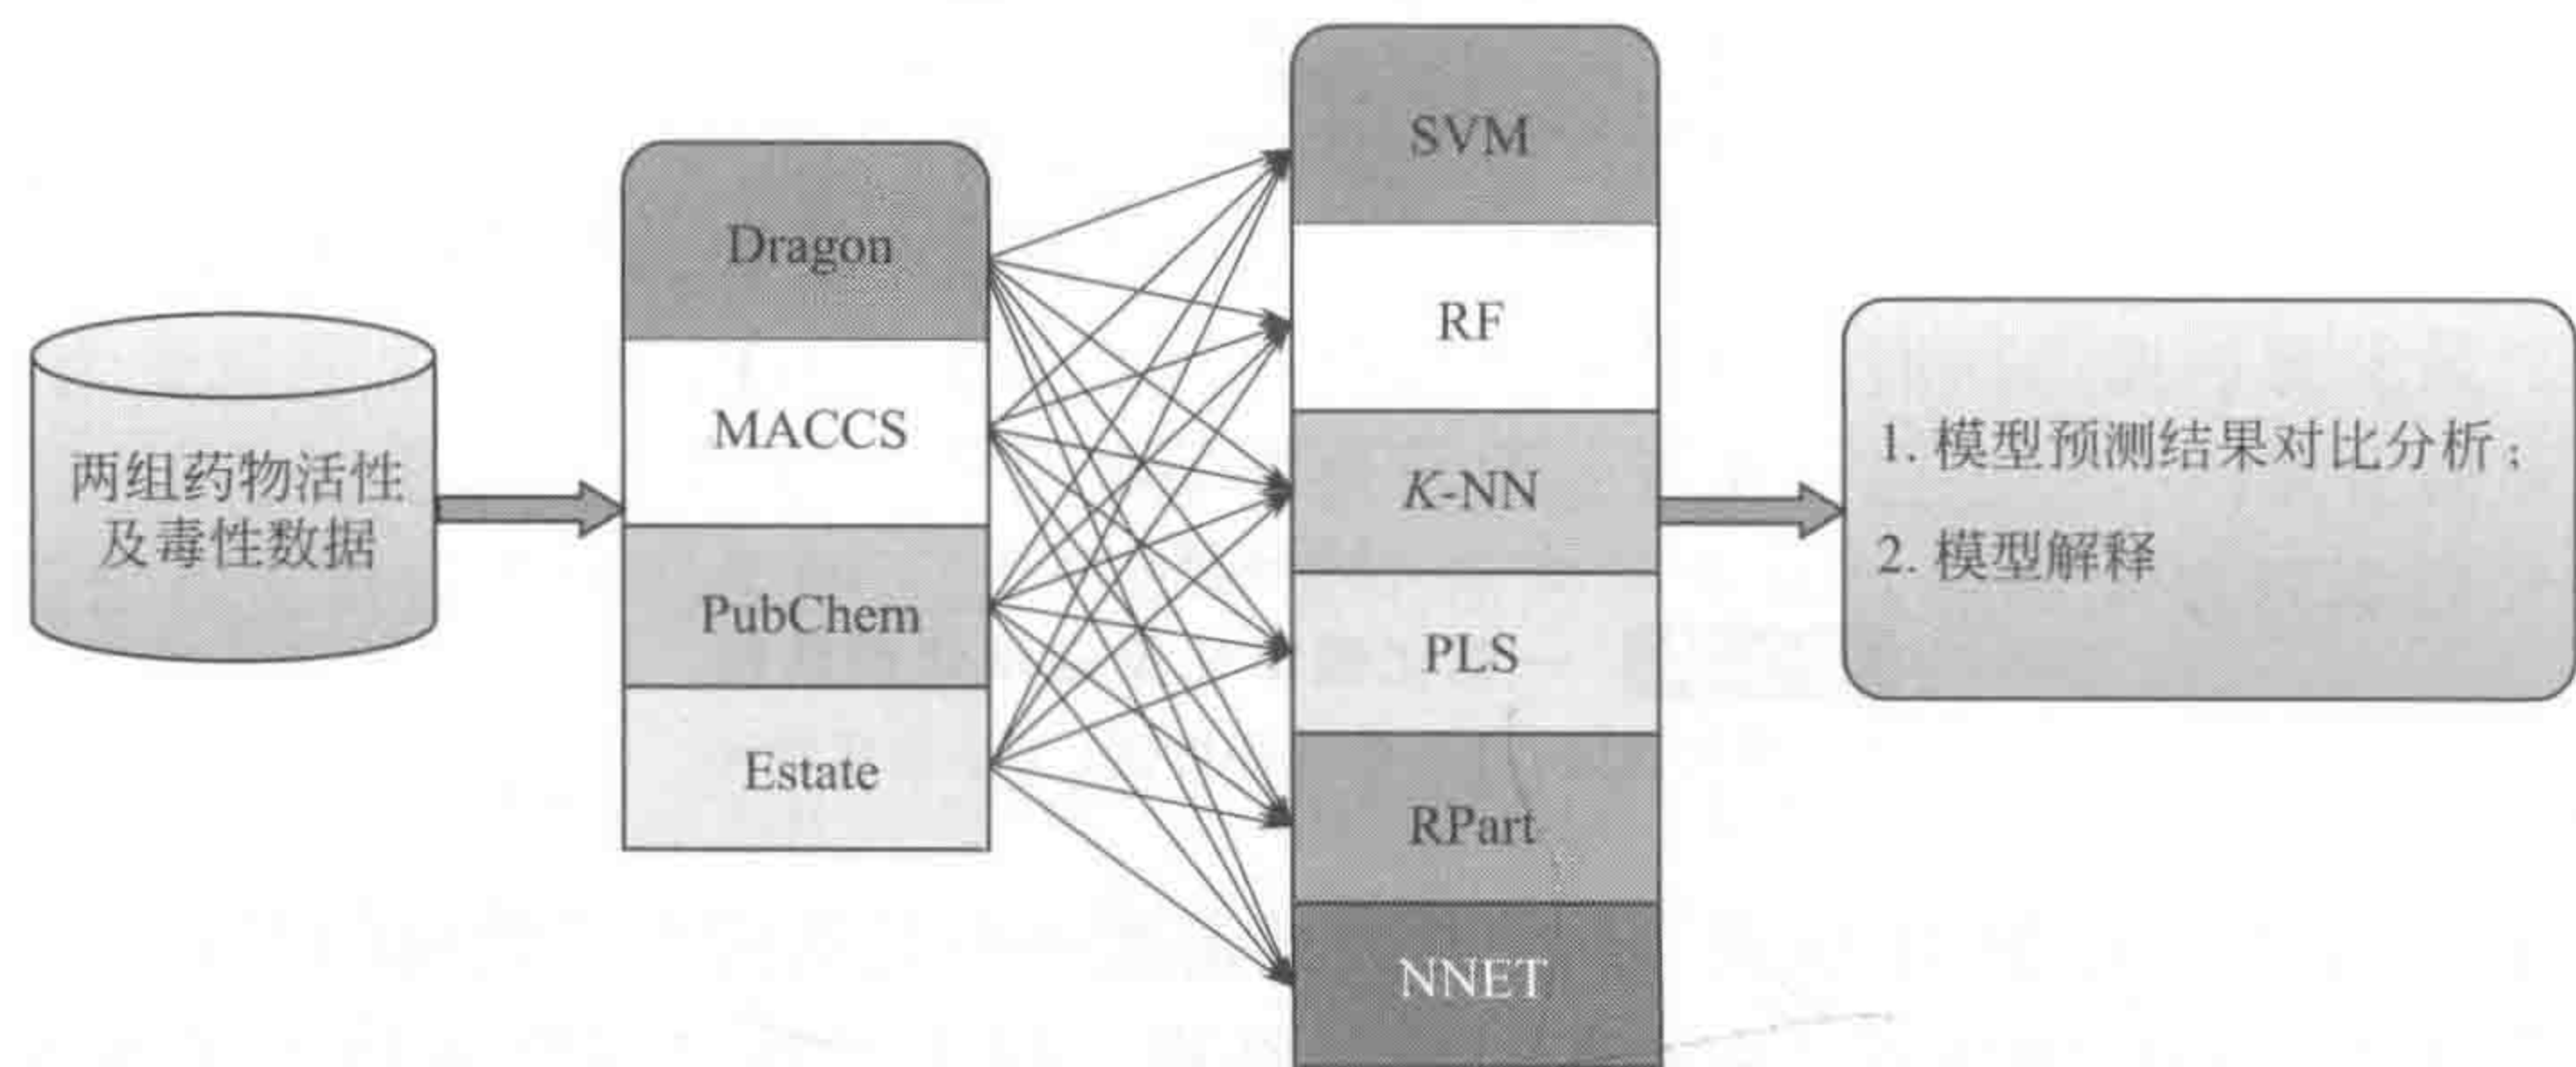 两组药物活性
及毒性数据
Dragon
MACCS
PubChem
Estate
SVM
RF
K-NN
PLS
RPart
NNET
1. 模型预测结果对比分析；
2. 模型解释